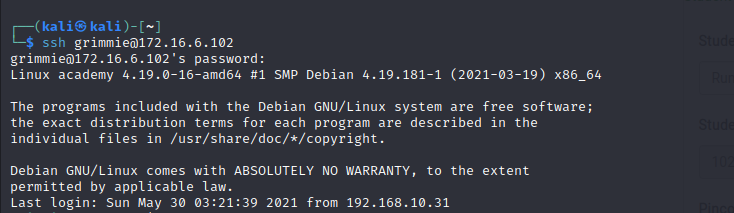 ┌──(kali㉿kali)-[~]
└─$ ssh grimmie@172.16.6.102
grimmie@172.16.6.102's password:
Linux academy 4.19.0-16-amd64 #1 SMP Debian 4.19.181-1 (2021-03-19) x86_64
The programs included with the Debian GNU/Linux system are free software;
the exact distribution terms for each program are described in the
individual files in /usr/share/doc/*/copyright.
Debian GNU/Linux comes with ABSOLUTELY NO WARRANTY, to the extent
permitted by applicable law.
Last login: Sun May 30 03:21:39 2021 from 192.168.10.31